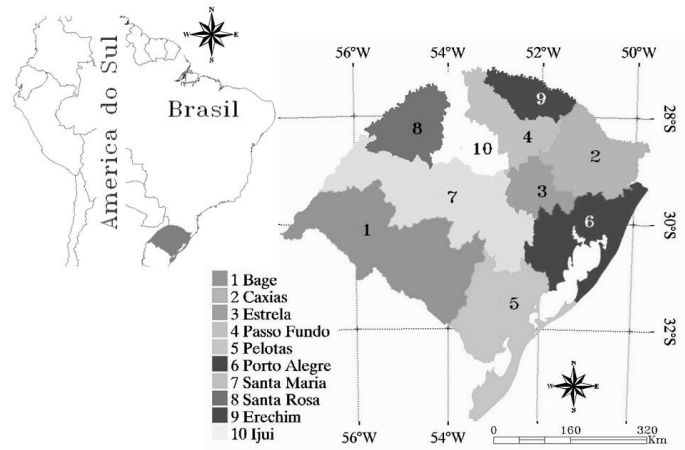 N
W E
S
America do Sul
Brasil
56°W 54°W 52°W 50°W
28°S
30°S
32°S
9
8
4
10
2
7
3
1
6
5
1 Bage
2 Caxias
3 Estrela
4 Passo Fundo
5 Pelotas
6 Porto Alegre
7 Santa Maria
8 Santa Rosa
9 Erechim
10 Ijui
N
W E
S
56°W 54°W
0 160 320
Km